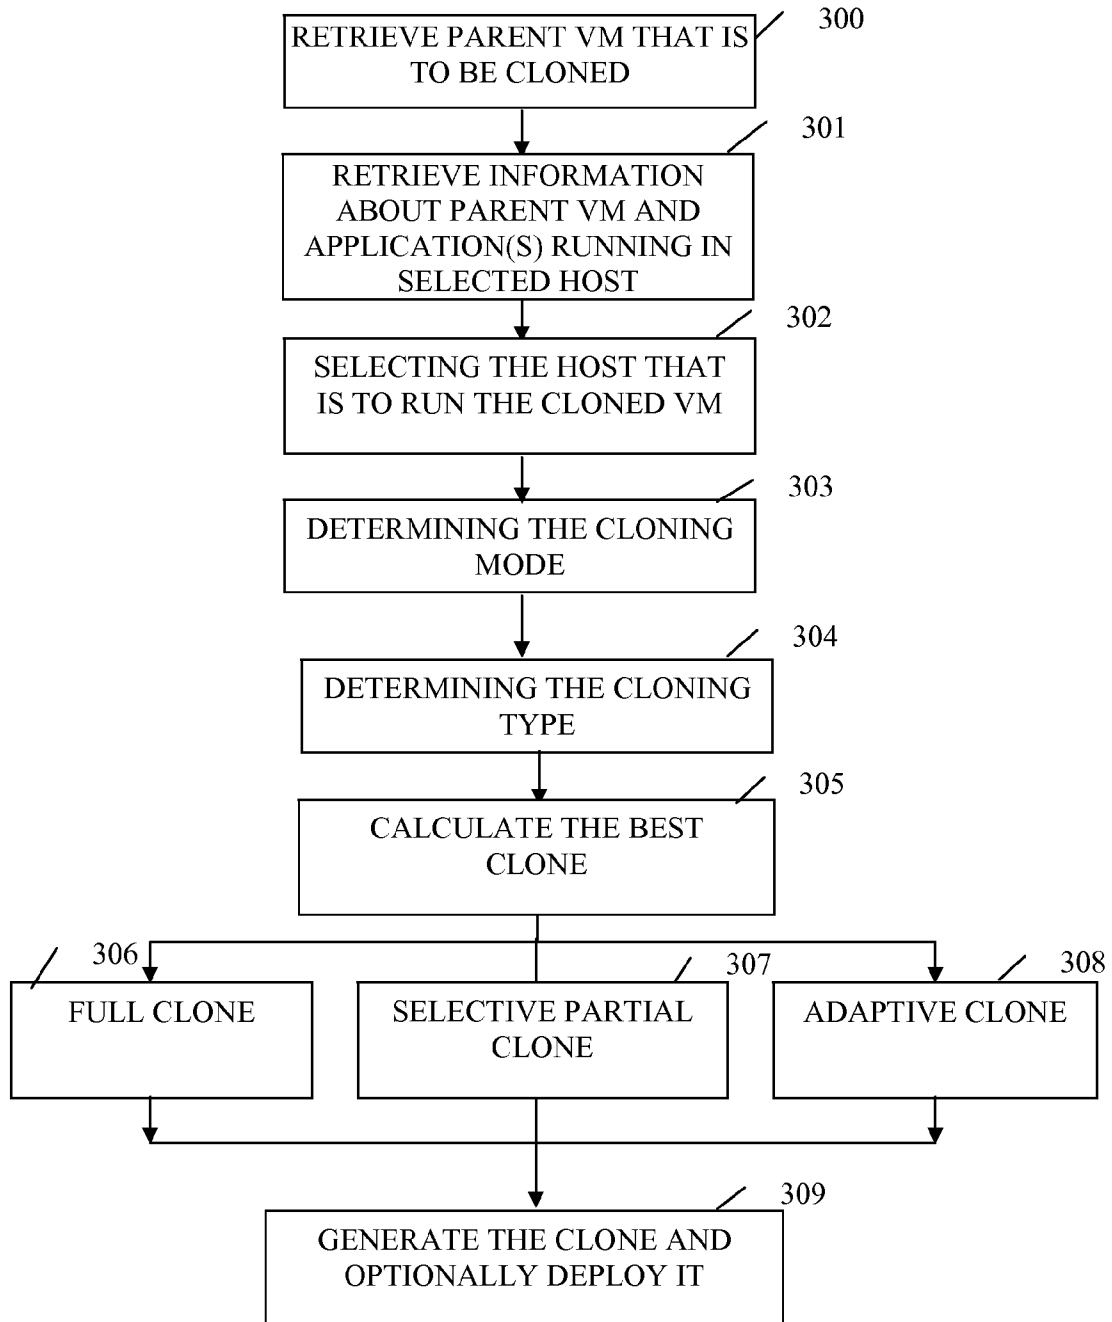 300
RETRIEVE PARENT VM THAT IS
TO BE CLONED
301
RETRIEVE INFORMATION
ABOUT PARENT VM AND
APPLICATION(S) RUNNING IN
SELECTED HOST
302
SELECTING THE HOST THAT
IS TO RUN THE CLONED VM
303
DETERMINING THE CLONING
MODE
304
DETERMINING THE CLONING
TYPE
305
CALCULATE THE BEST
CLONE
306
FULL CLONE
307
SELECTIVE PARTIAL
CLONE
308
ADAPTIVE CLONE
309
GENERATE THE CLONE AND
OPTIONALLY DEPLOY IT